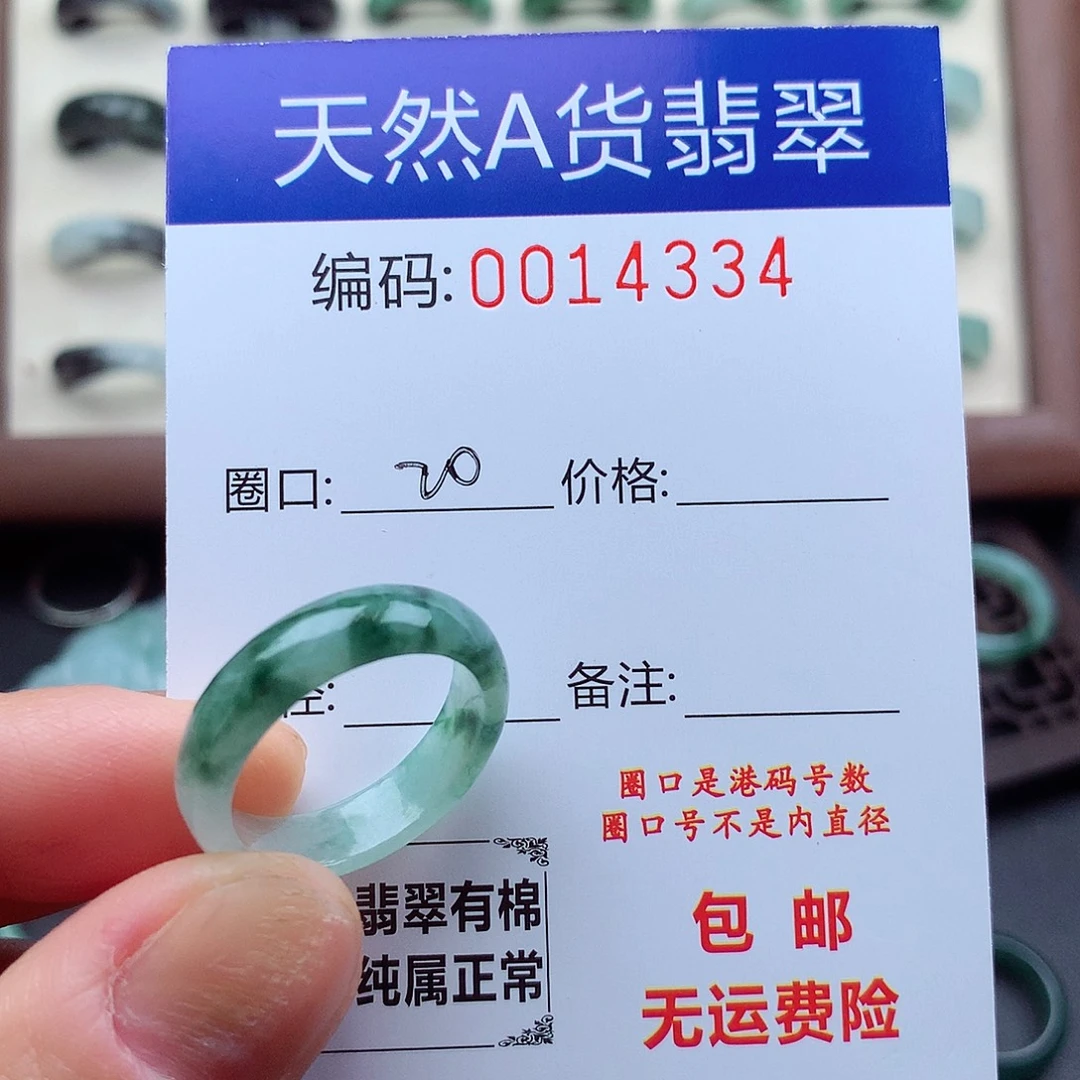 天然A货翡翠
编码:0014334
圈口: 20 价格:
径: 备注:
圈口是港码号数
圈口号不是内直径
翡翠有棉
纯属正常
包邮
无运费险